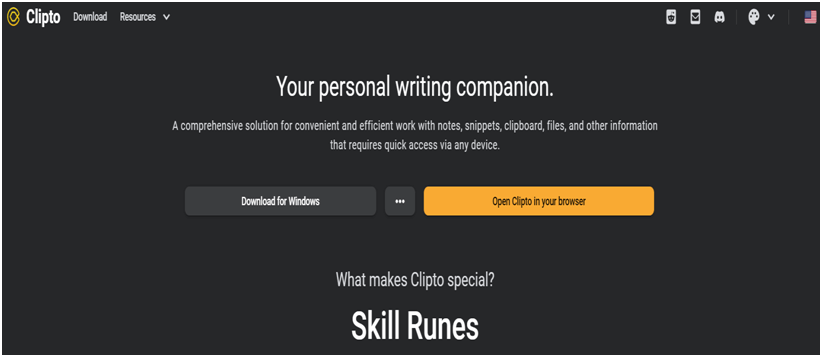 Clipto Download Resources
Your personal writing companion.
A comprehensive solution for convenient and efficient work with notes, snippets, clipboard, files, and other information
that requires quick access via any device.
Download for Windows ••• Open Clipto in your browser
What makes Clipto special?
Skill Runes